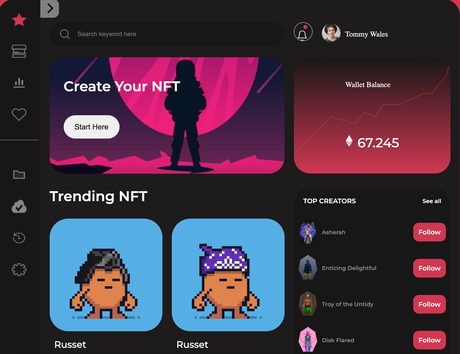 Search keyword here
Tommy Wales
Create Your NFT
Start Here
Wallet Balance
67.245
Trending NFT
Russet
Russet
TOP CREATORS
See all
Asherah
Follow
Enticing Delightful
Follow
Troy of the Untidy
Follow
Disk Flared
Follow